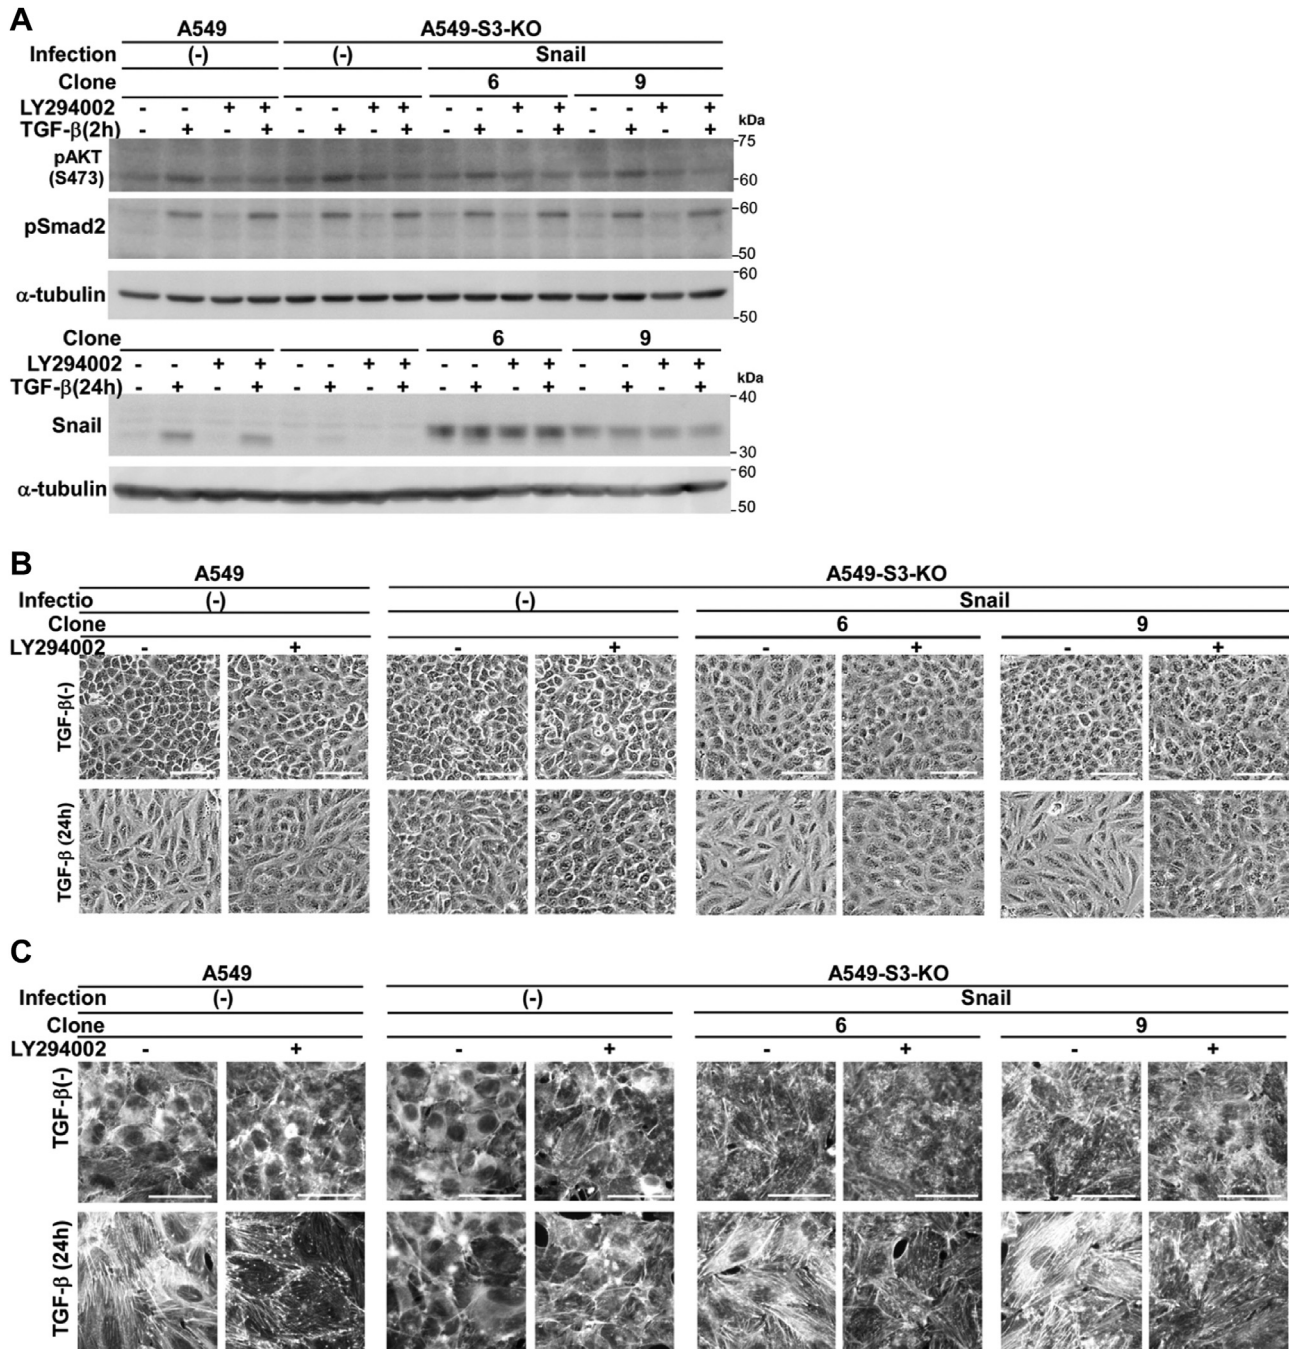 A
A549 A549-S3-KO
Infection (-) (-) Snail
Clone 6 9
LY294002 - - + + - - + + - - + + - - + +
TGF-β(2h) - + - + - + - + - + - + - + - +
kDa
pAKT
(S473)
75
60
pSmad2
60
50
α-tubulin
60
50
Clone 6 9
LY294002 - - + + - - + + - - + + - - + +
TGF-β(24h) - + - + - + - + - + - + - + - +
kDa
Snail
40
30
α-tubulin
60
50
B
A549 A549-S3-KO
Infectio (-) (-) Snail
Clone 6 9
LY294002 - + - + - + - +
TGF-β(-)
TGF-β (24h)
C
A549 A549-S3-KO
Infection (-) (-) Snail
Clone 6 9
LY294002 - + - + - + - +
TGF-β(-)
TGF-β (24h)